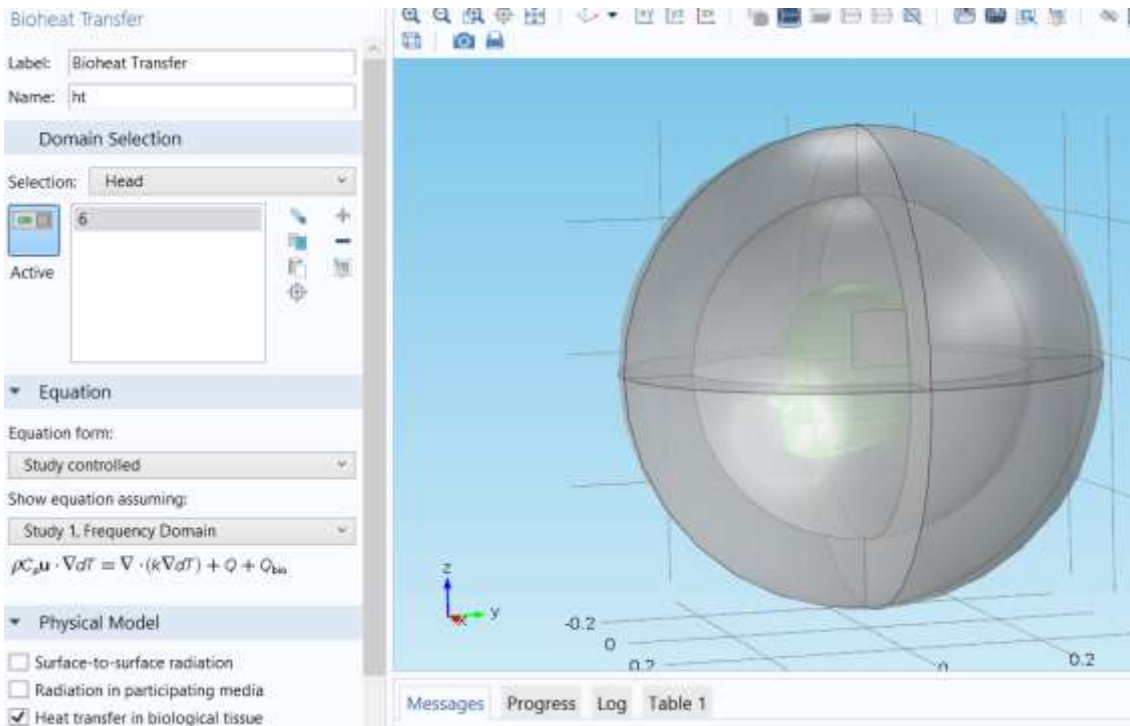 Bioheat Transfer
Label: Bioheat Transfer
Name: ht
Domain Selection
Selection: Head
6
Active
Equation
Equation form:
Study controlled
Show equation assuming:
Study 1, Frequency Domain
ρCₚu · ∇dT = ∇ · (k∇dT) + Q + Q_bio
Physical Model
Surface-to-surface radiation
Radiation in participating media
Heat transfer in biological tissue
z
y
x
-0.2
0
0.2
0
0.2
Messages Progress Log Table 1